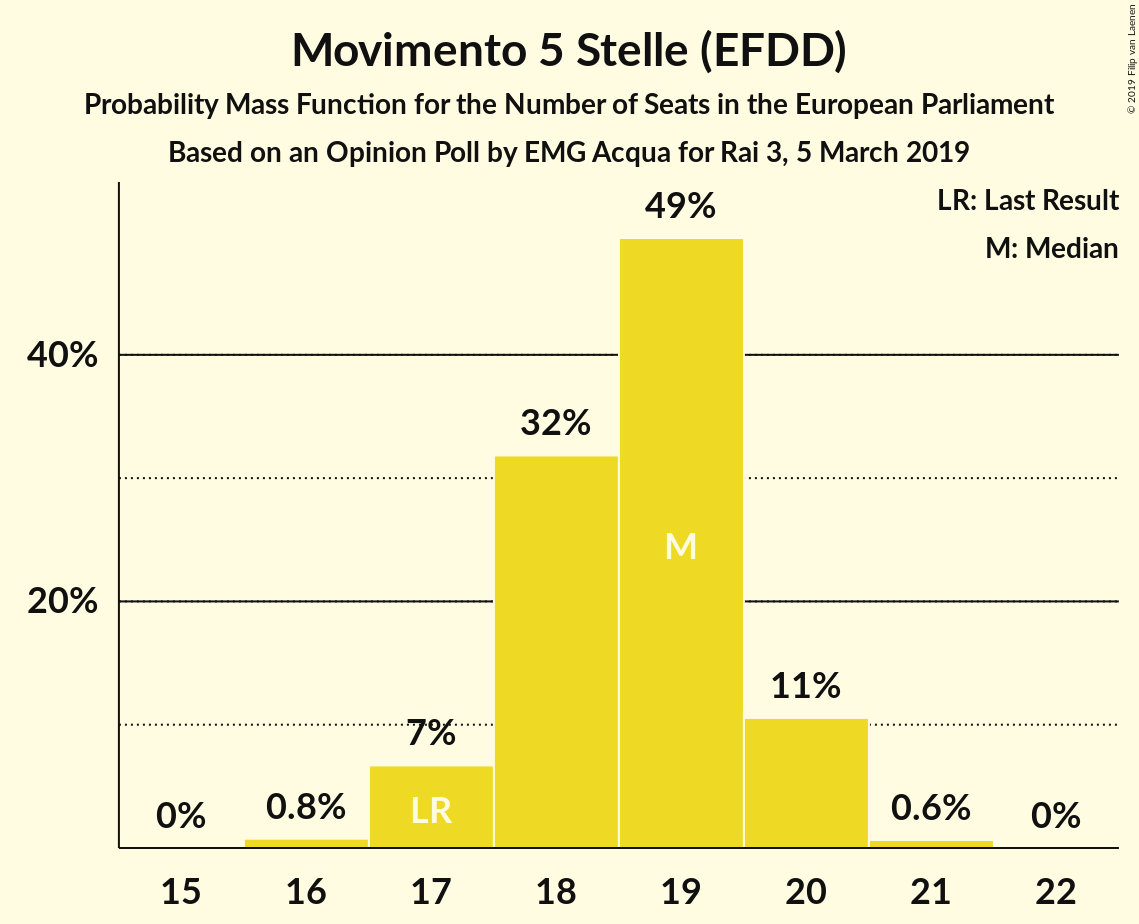 Movimento 5 Stelle (EFDD)
Probability Mass Function for the Number of Seats in the European Parliament
Based on an Opinion Poll by EMG Acqua for Rai 3, 5 March 2019
© 2019 Filip van Laenen
LR: Last Result
M: Median
49%
40%
32%
M
20%
11%
7%
LR
0%
0.8%
0.6%
0%
15 16 17 18 19 20 21 22